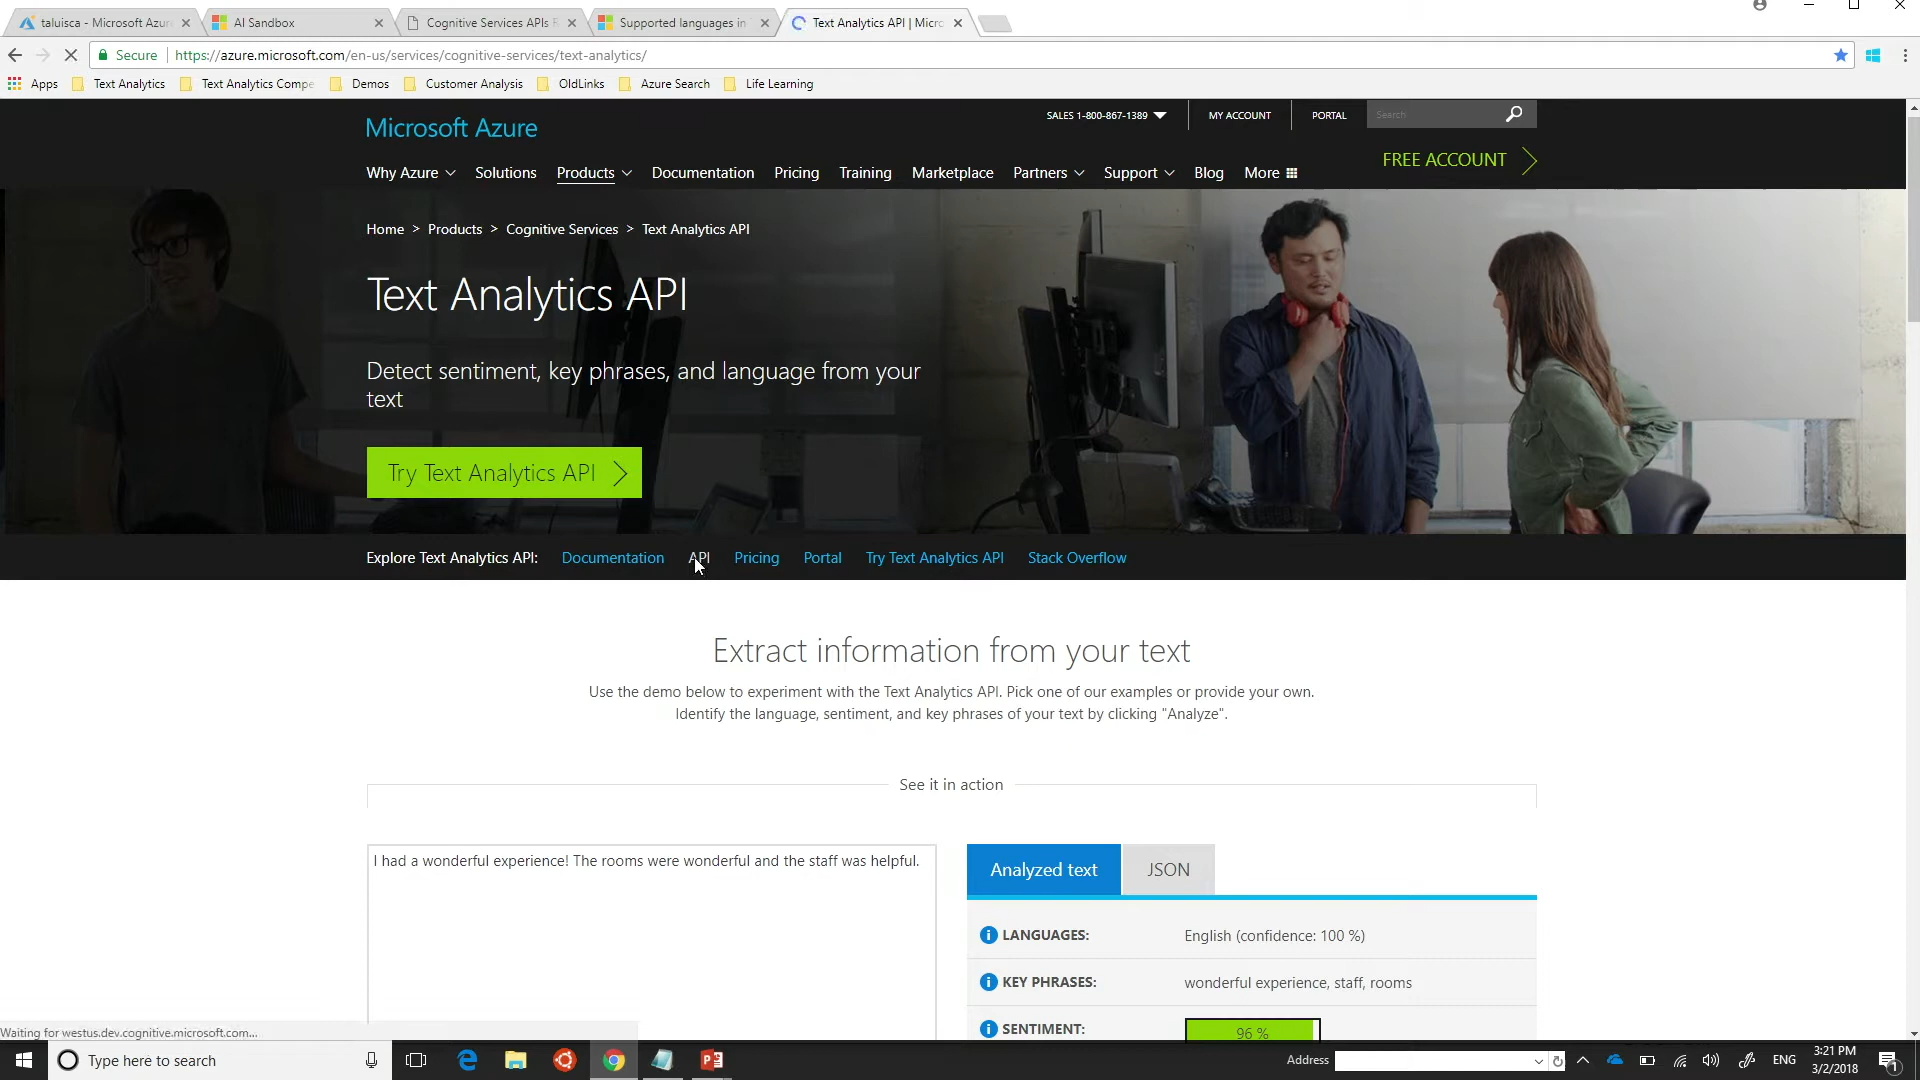 taluisca - Microsoft Azur
AI Sandbox
Cognitive Services APIs R
Supported languages in
Text Analytics API | Micro
Secure
https://azure.microsoft.com/en-us/services/cognitive-services/text-analytics/
Apps
Text Analytics
Text Analytics Compe
Demos
Customer Analysis
OldLinks
Azure Search
Life Learning
Microsoft Azure
SALES 1-800-867-1389
MY ACCOUNT
PORTAL
Search
Why Azure
Solutions
Products
Documentation
Pricing
Training
Marketplace
Partners
Support
Blog
More
FREE ACCOUNT
Home > Products > Cognitive Services > Text Analytics API
Text Analytics API
Detect sentiment, key phrases, and language from your
text
Try Text Analytics API
Explore Text Analytics API:
Documentation
API
Pricing
Portal
Try Text Analytics API
Stack Overflow
Extract information from your text
Use the demo below to experiment with the Text Analytics API. Pick one of our examples or provide your own.
Identify the language, sentiment, and key phrases of your text by clicking "Analyze".
See it in action
I had a wonderful experience! The rooms were wonderful and the staff was helpful.
Analyzed text
JSON
LANGUAGES:
English (confidence: 100 %)
KEY PHRASES:
wonderful experience, staff, rooms
SENTIMENT:
96 %
Waiting for westus.dev.cognitive.microsoft.com...
Type here to search
Address
ENG
3:21 PM
3/2/2018
1